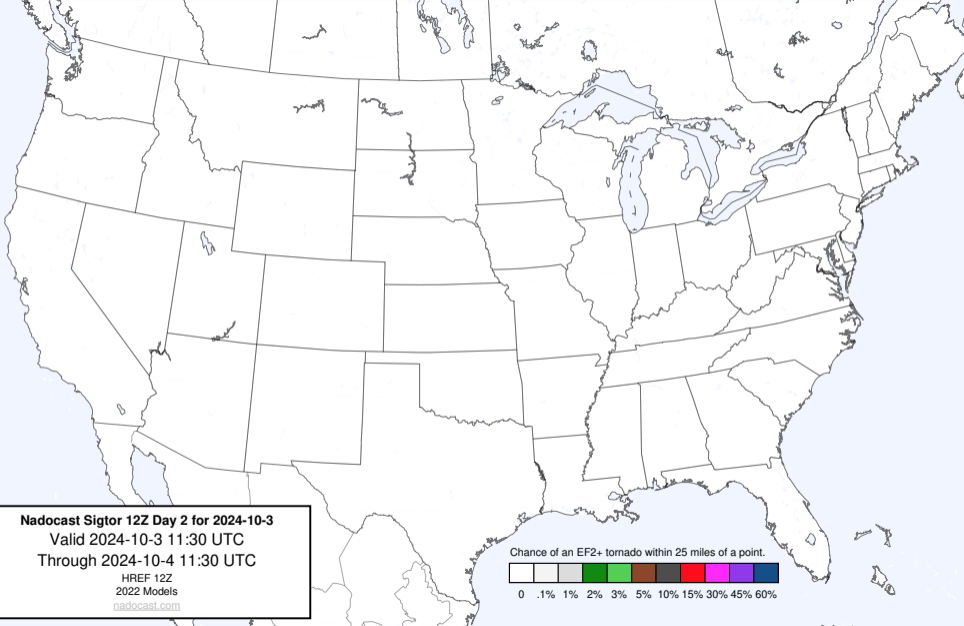 Nadocast Sigtor 12Z Day 2 for 2024-10-3
Valid 2024-10-3 11:30 UTC
Through 2024-10-4 11:30 UTC
HREF 12Z
2022 Models
nadocast.com
Chance of an EF2+ tornado within 25 miles of a point.
0 .1% 1% 2% 3% 5% 10% 15% 30% 45% 60%